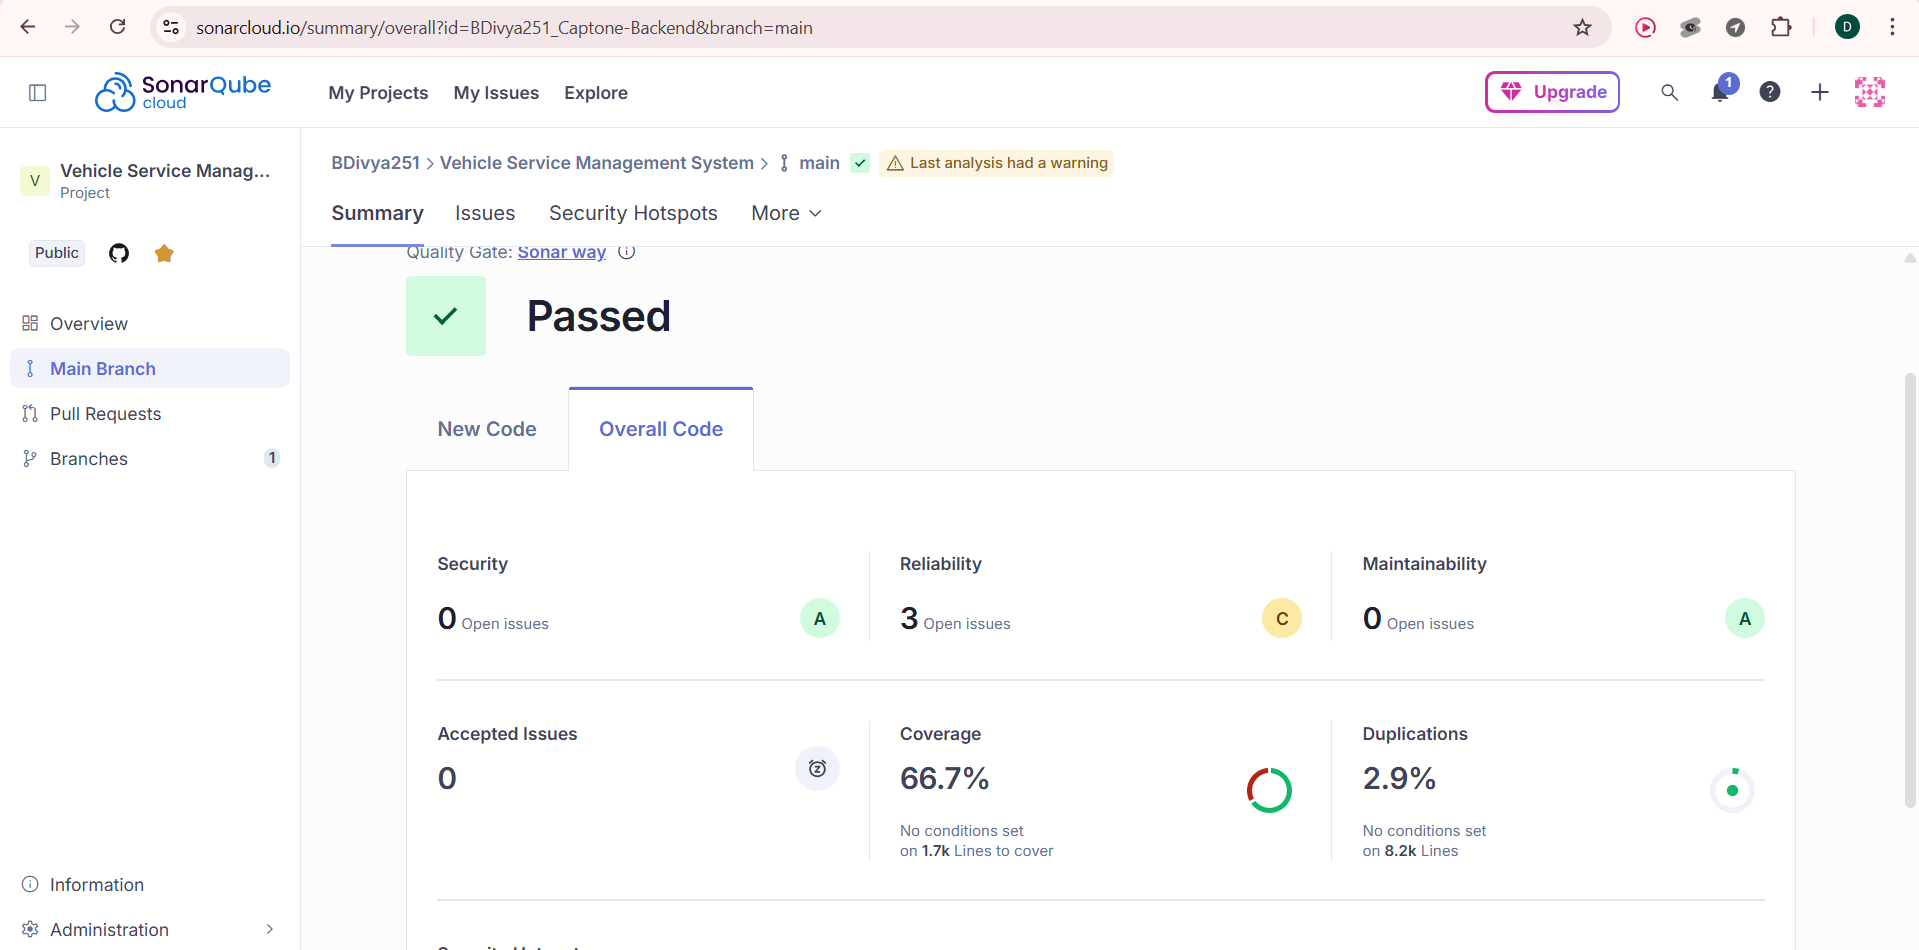 sonarcloud.io/summary/overall?id=BDivya251_Captone-Backend&branch=main
D
SonarQube
cloud
My Projects My Issues Explore
Upgrade
1
V
Vehicle Service Manag...
Project
Public
Overview
Main Branch
Pull Requests
Branches 1
Information
Administration
BDivya251 > Vehicle Service Management System > main Last analysis had a warning
Summary Issues Security Hotspots More
Quality Gate: Sonar way
Passed
New Code Overall Code
Security Reliability Maintainability
0 Open issues A 3 Open issues C 0 Open issues A
Accepted Issues Coverage Duplications
0 66.7% 2.9%
No conditions set No conditions set
on 1.7k Lines to cover on 8.2k Lines